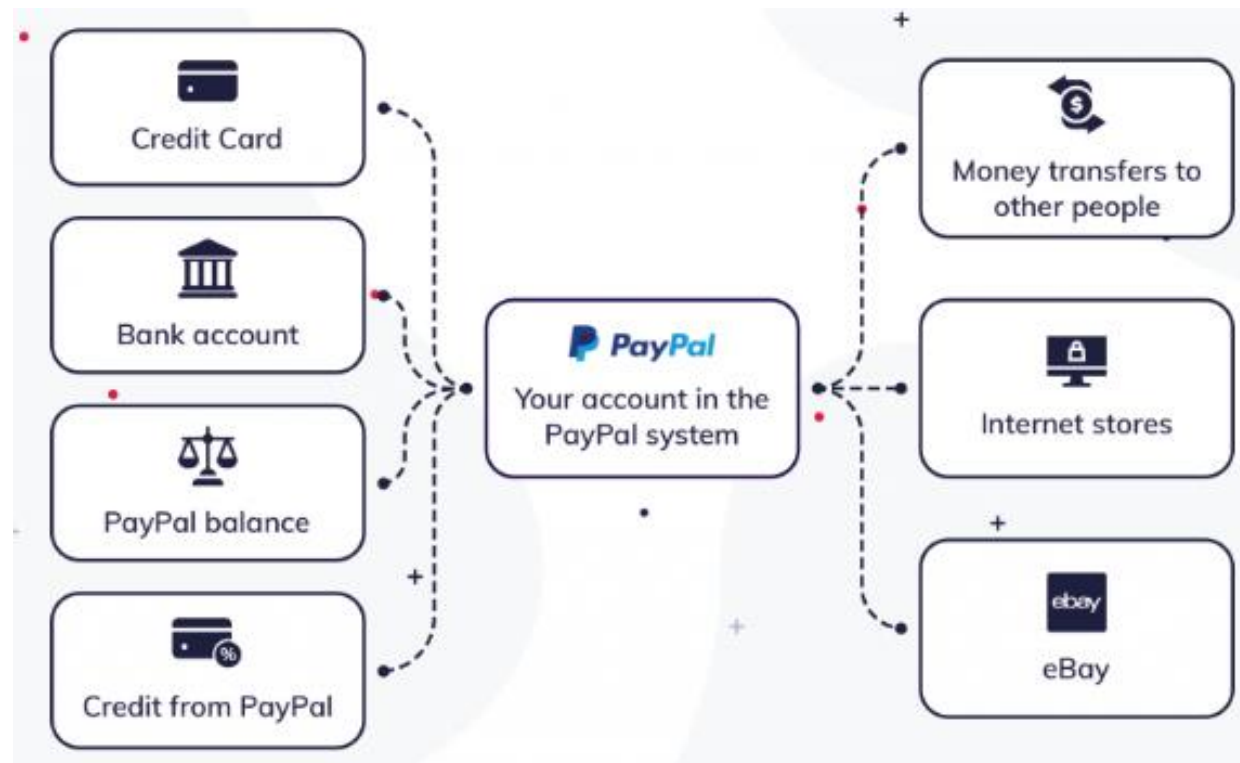 Credit Card
Bank account
PayPal balance
%
Credit from PayPal
PayPal
Your account in the
PayPal system
$
Money transfers to
other people
Internet stores
ebay
eBay